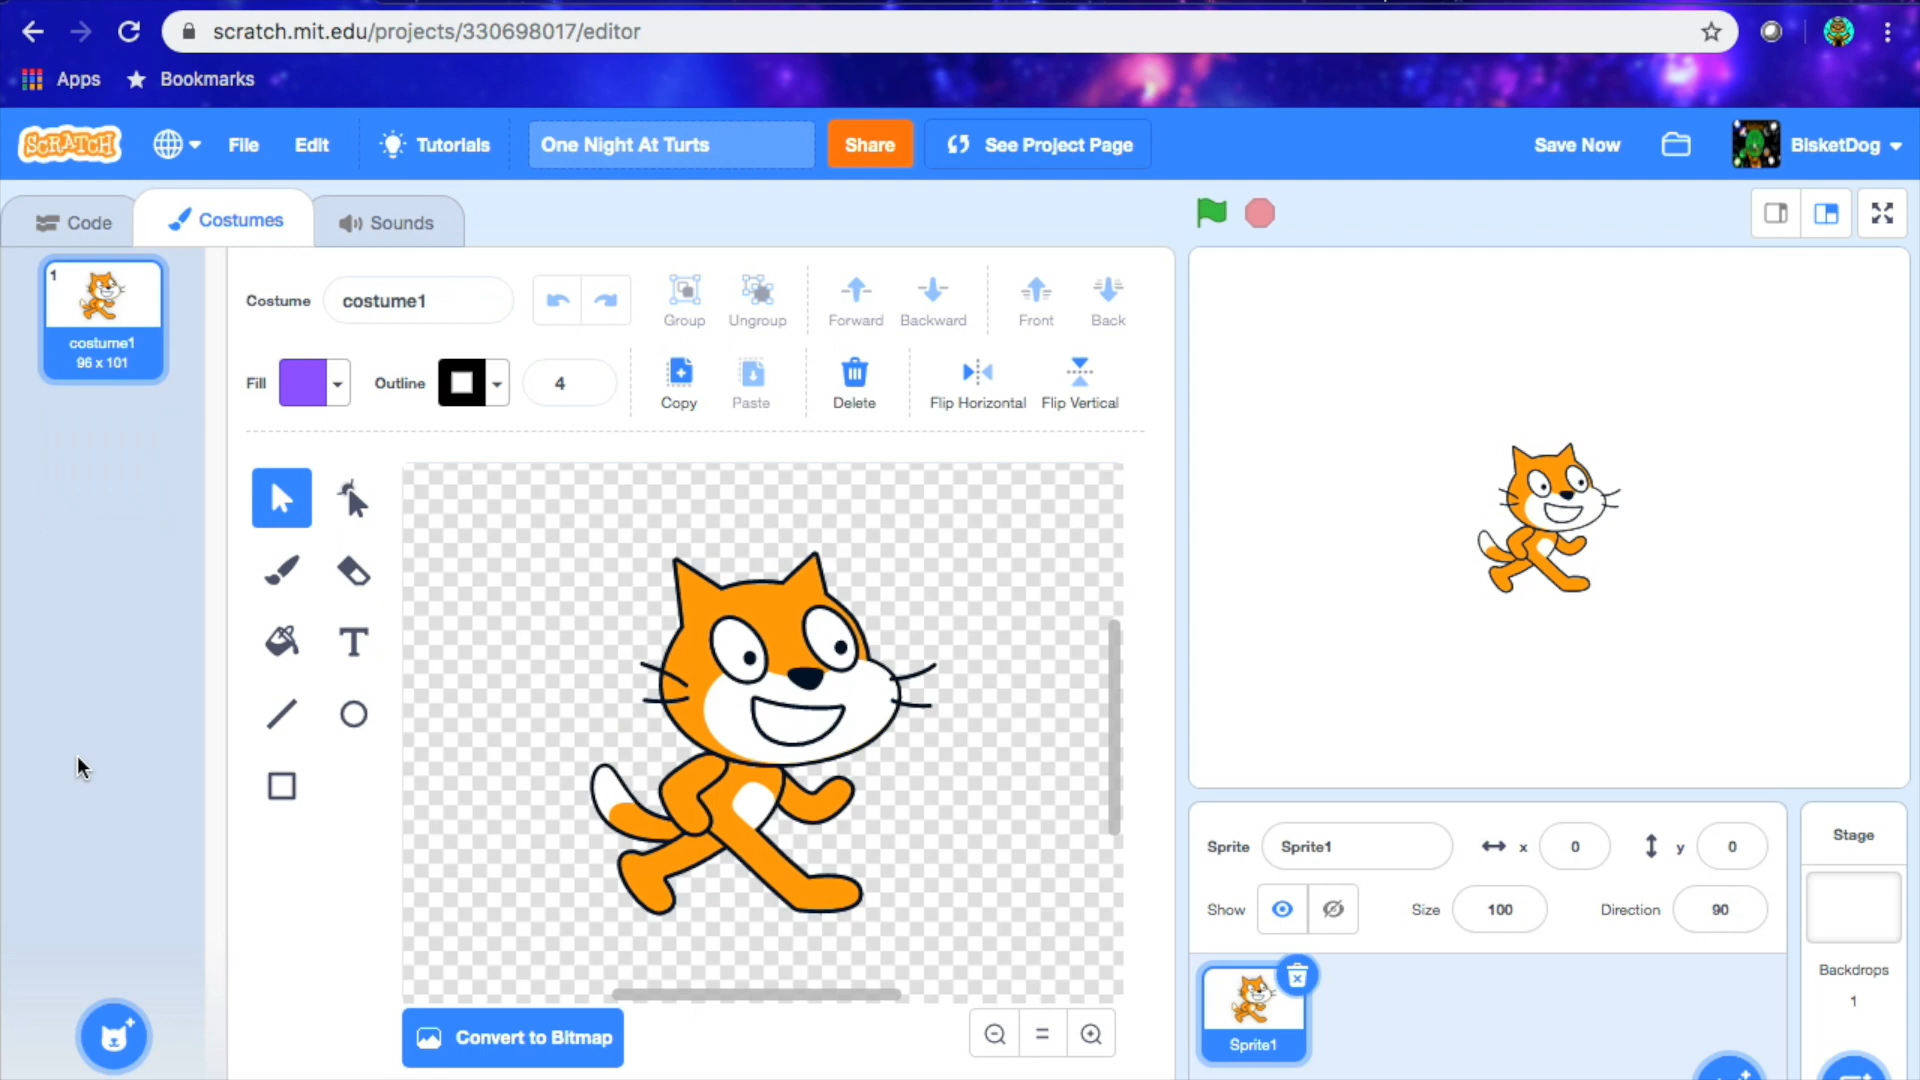 scratch.mit.edu/projects/330698017/editor
Apps Bookmarks
SCRATCH File Edit Tutorials One Night At Turts Share See Project Page Save Now BisketDog
Code Costumes Sounds
1
costume1
96 x 101
Costume costume1 Group Ungroup Forward Backward Front Back
Fill Outline 4 Copy Paste Delete Flip Horizontal Flip Vertical
T
Convert to Bitmap
Sprite Sprite1 x 0 y 0
Show Size 100 Direction 90
Sprite1
Stage
Backdrops
1